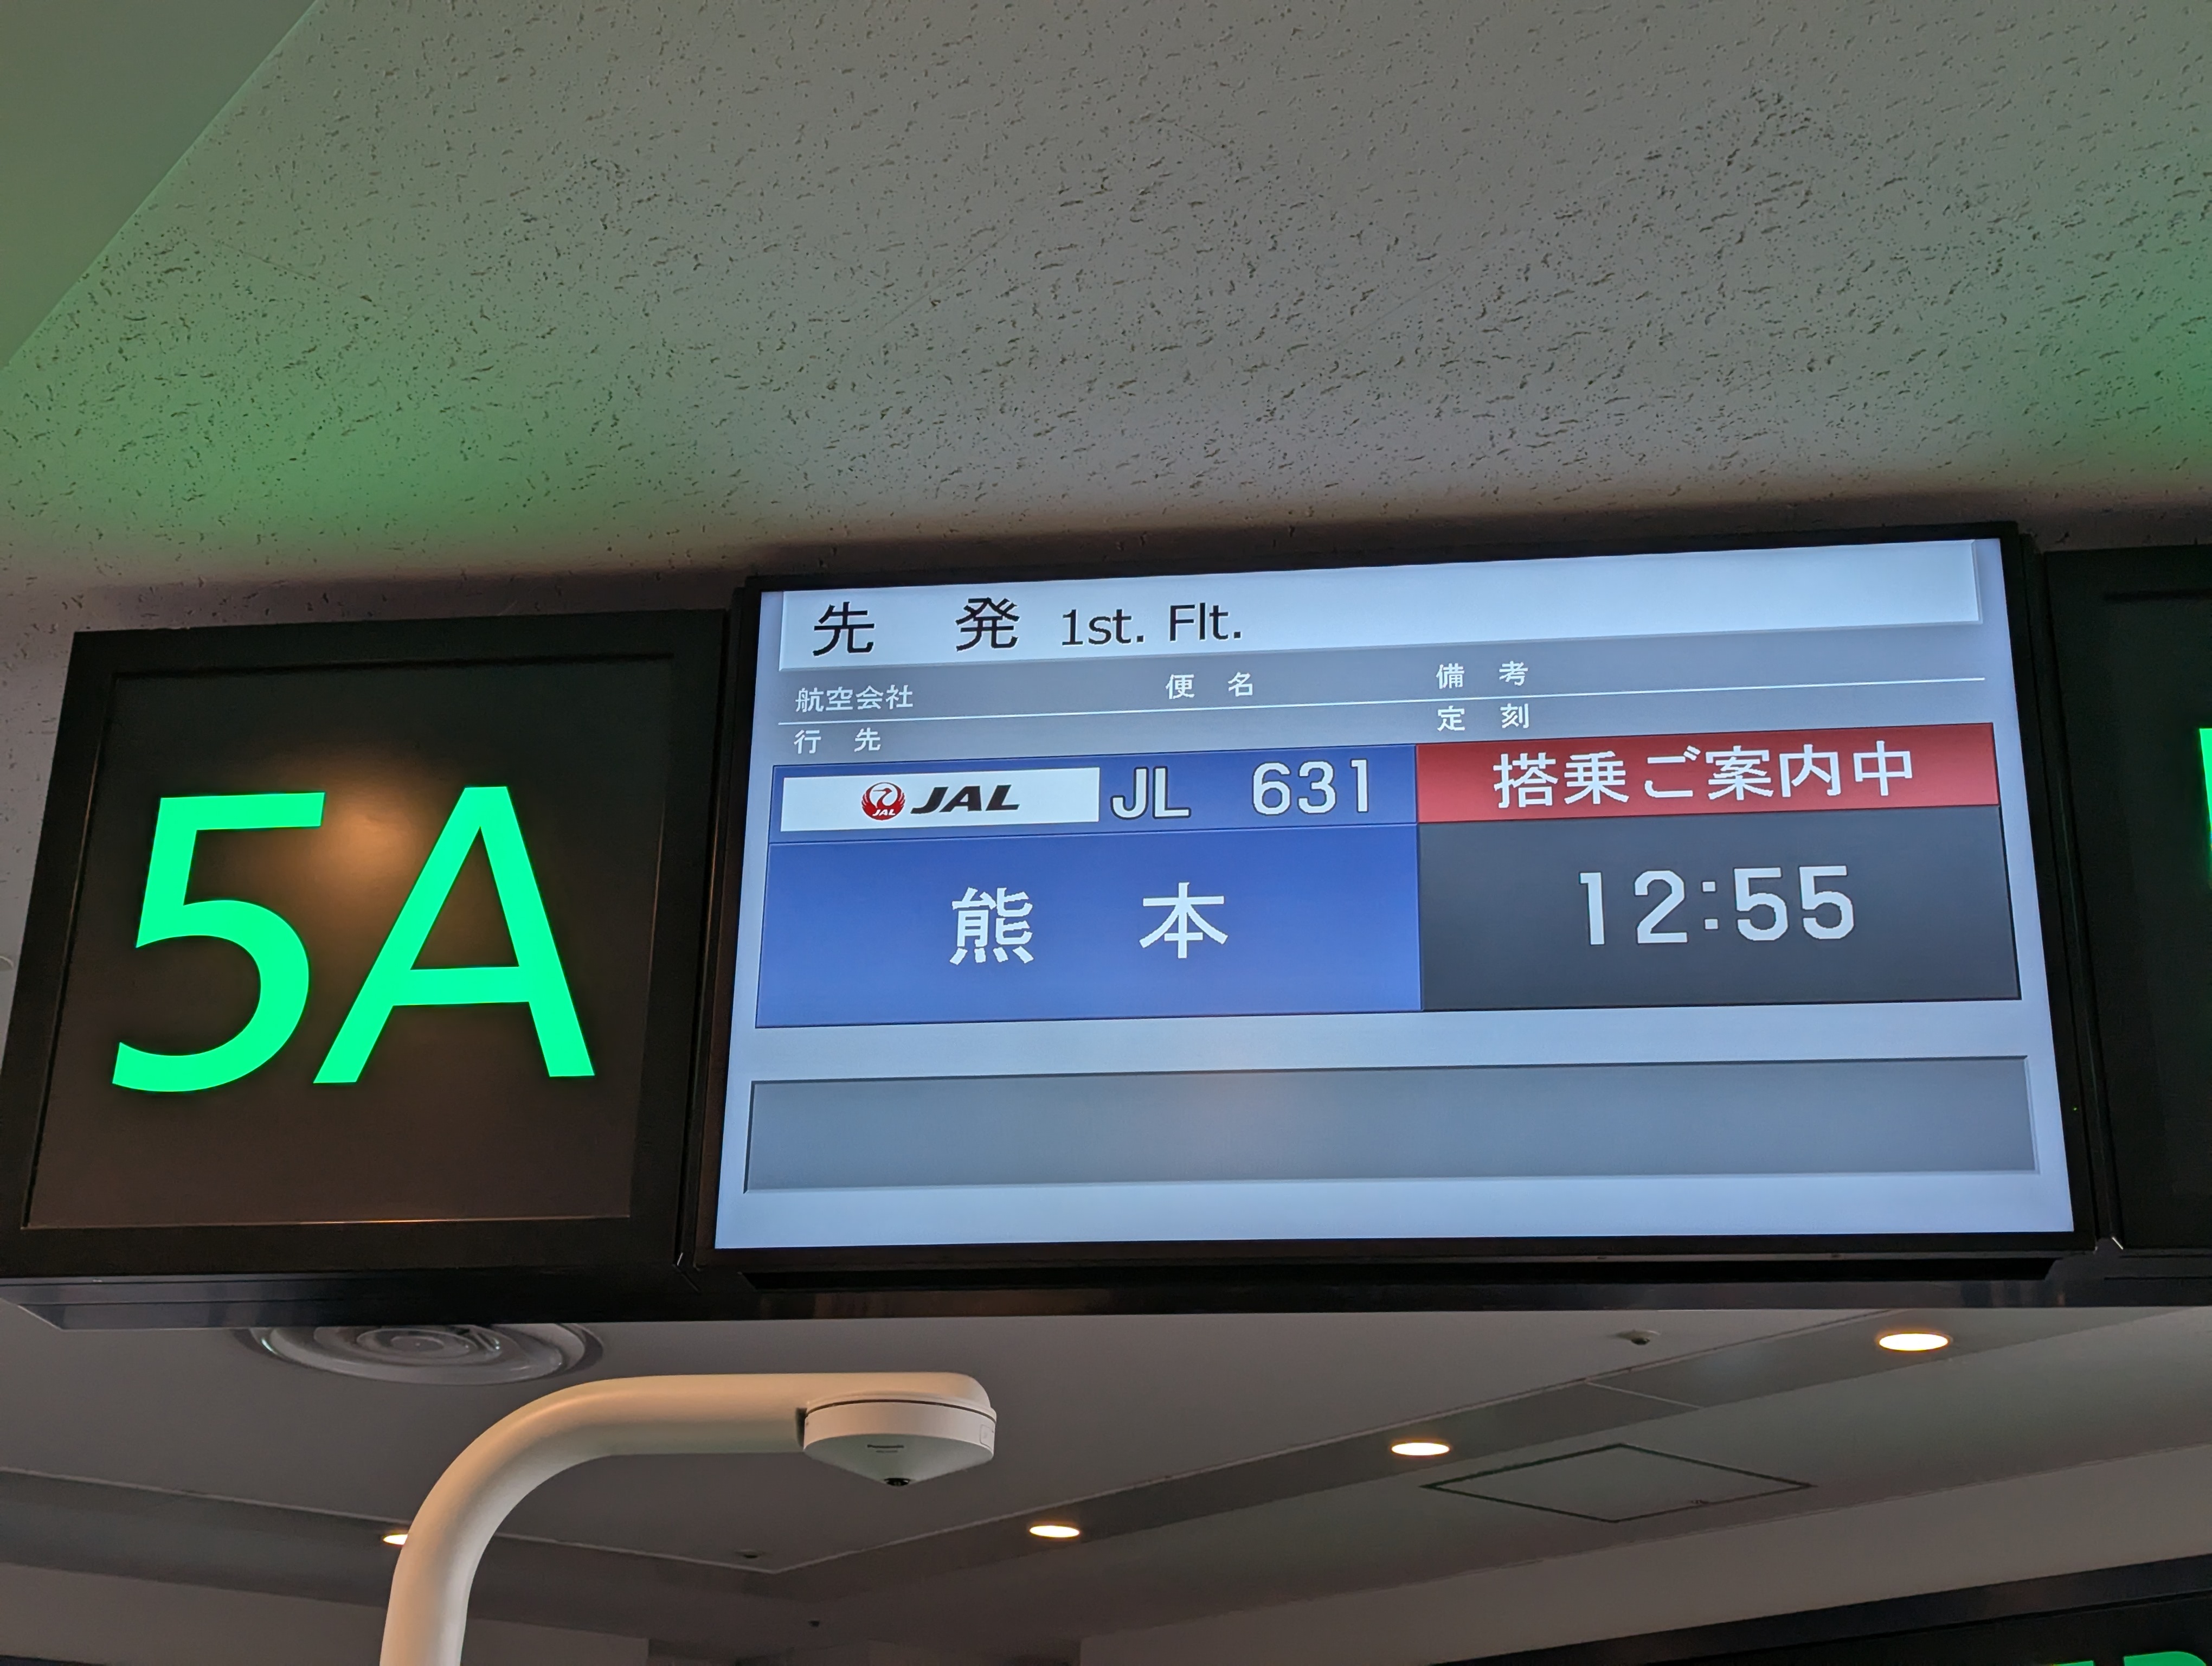 5A
先 発 1st. Flt.
航空会社 便 名 備 考
行 先 定 刻
JAL JAL JL 631 搭乗ご案内中
熊 本 12:55